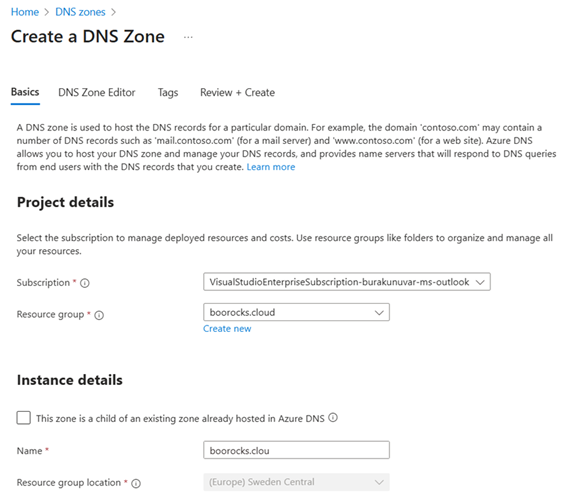 Home > DNS zones >
Create a DNS Zone ...
Basics DNS Zone Editor Tags Review + Create
A DNS zone is used to host the DNS records for a particular domain. For example, the domain 'contoso.com' may contain a
number of DNS records such as 'mail.contoso.com' (for a mail server) and 'www.contoso.com' (for a web site). Azure DNS
allows you to host your DNS zone and manage your DNS records, and provides name servers that will respond to DNS queries
from end users with the DNS records that you create. Learn more
Project details
Select the subscription to manage deployed resources and costs. Use resource groups like folders to organize and manage all
your resources.
Subscription *
VisualStudioEnterpriseSubscription-burakunuvar-ms-outlook
Resource group *
boorocks.cloud
Create new
Instance details
This zone is a child of an existing zone already hosted in Azure DNS
Name *
boorocks.clou
Resource group location *
(Europe) Sweden Central